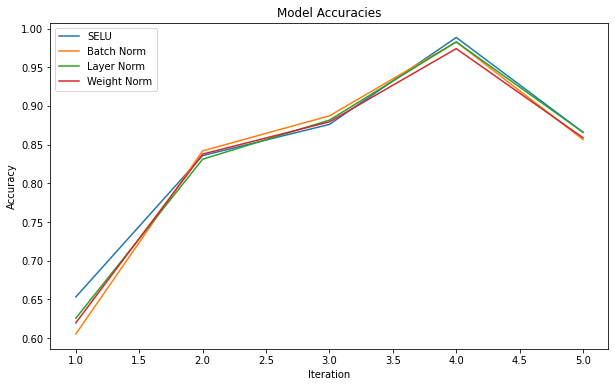 Model Accuracies
SELU
Batch Norm
Layer Norm
Weight Norm
Accuracy
1.00
0.95
0.90
0.85
0.80
0.75
0.70
0.65
0.60
1.0 1.5 2.0 2.5 3.0 3.5 4.0 4.5 5.0
Iteration